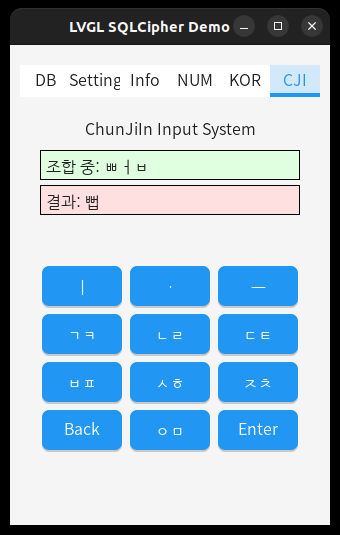 LVGL SQLCipher Demo
DB Setting Info NUM KOR CJI
ChunJiIn Input System
조합 중: ㅃㅓㅂ
결과: 뻡
ㅣ · ㅡ
ㄱㅋ ㄴㄹ ㄷㅌ
ㅂㅍ ㅅㅎ ㅈㅊ
Back ㅇㅁ Enter